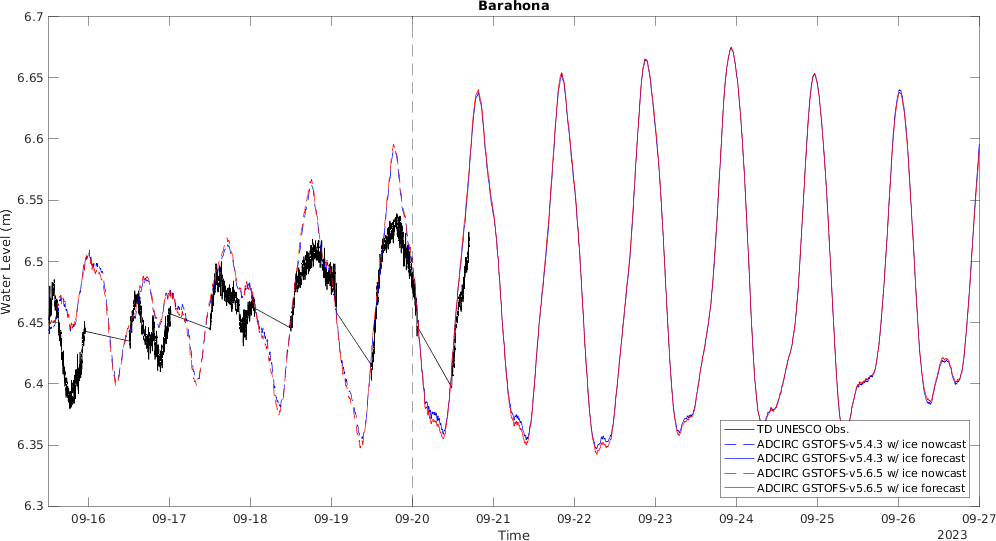 Barahona
6.7
6.65
6.6
6.55
6.5
6.45
6.4
6.35
6.3
Water Level (m)
TD UNESCO Obs.
ADCIRC GSTOFS-v5.4.3 w/ ice nowcast
ADCIRC GSTOFS-v5.4.3 w/ ice forecast
ADCIRC GSTOFS-v5.6.5 w/ ice nowcast
ADCIRC GSTOFS-v5.6.5 w/ ice forecast
09-16 09-17 09-18 09-19 09-20 09-21 09-22 09-23 09-24 09-25 09-26 09-27
Time
2023